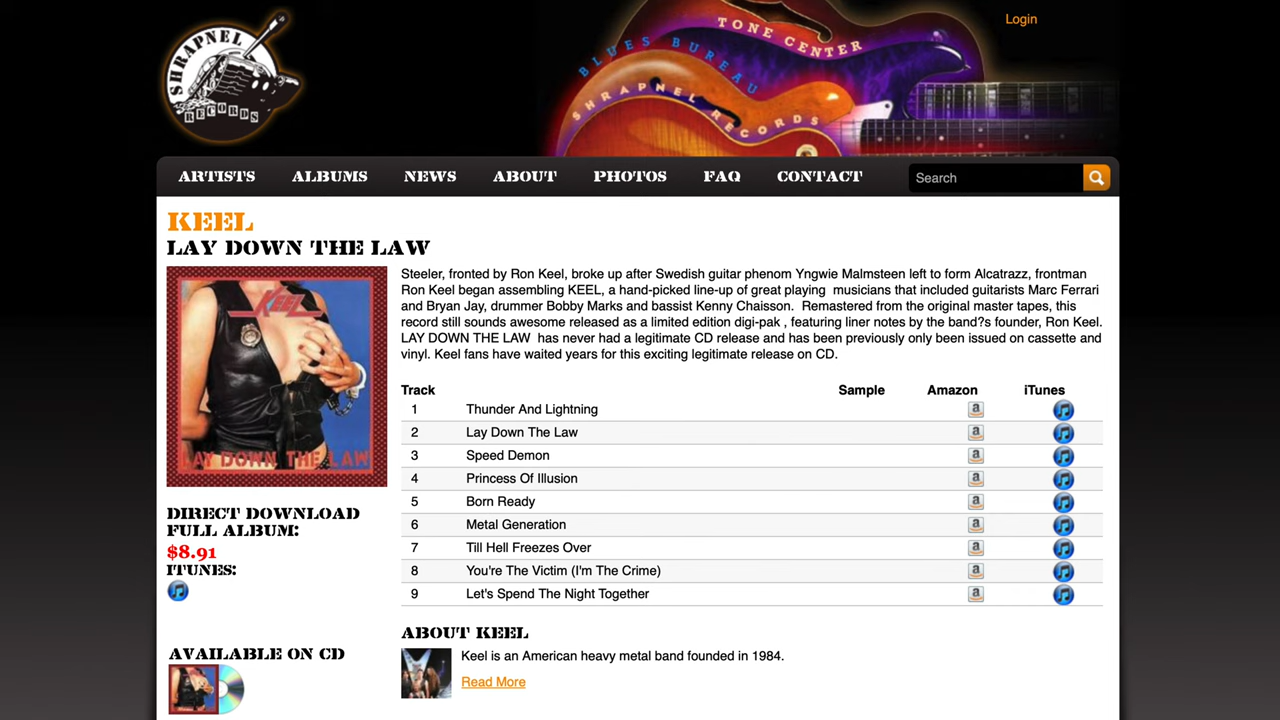 SHRAPNEL
RECORDS
TONE CENTER
BLUES BUREAU
SHRAPNEL RECORDS
Login
ARTISTS ALBUMS NEWS ABOUT PHOTOS FAQ CONTACT Search
KEEL
LAY DOWN THE LAW
KEEL
LAY DOWN THE LAW
Steeler, fronted by Ron Keel, broke up after Swedish guitar phenom Yngwie Malmsteen left to form Alcatrazz, frontman
Ron Keel began assembling KEEL, a hand-picked line-up of great playing  musicians that included guitarists Marc Ferrari
and Bryan Jay, drummer Bobby Marks and bassist Kenny Chaisson.  Remastered from the original master tapes, this
record still sounds awesome released as a limited edition digi-pak , featuring liner notes by the band?s founder, Ron Keel.
LAY DOWN THE LAW  has never had a legitimate CD release and has been previously only been issued on cassette and
vinyl. Keel fans have waited years for this exciting legitimate release on CD.
Track Sample Amazon iTunes
1 Thunder And Lightning a
2 Lay Down The Law a
3 Speed Demon a
4 Princess Of Illusion a
5 Born Ready a
6 Metal Generation a
7 Till Hell Freezes Over a
8 You're The Victim (I'm The Crime) a
9 Let's Spend The Night Together a
DIRECT DOWNLOAD
FULL ALBUM:
$8.91
ITUNES:
AVAILABLE ON CD
ABOUT KEEL
Keel is an American heavy metal band founded in 1984.
Read More